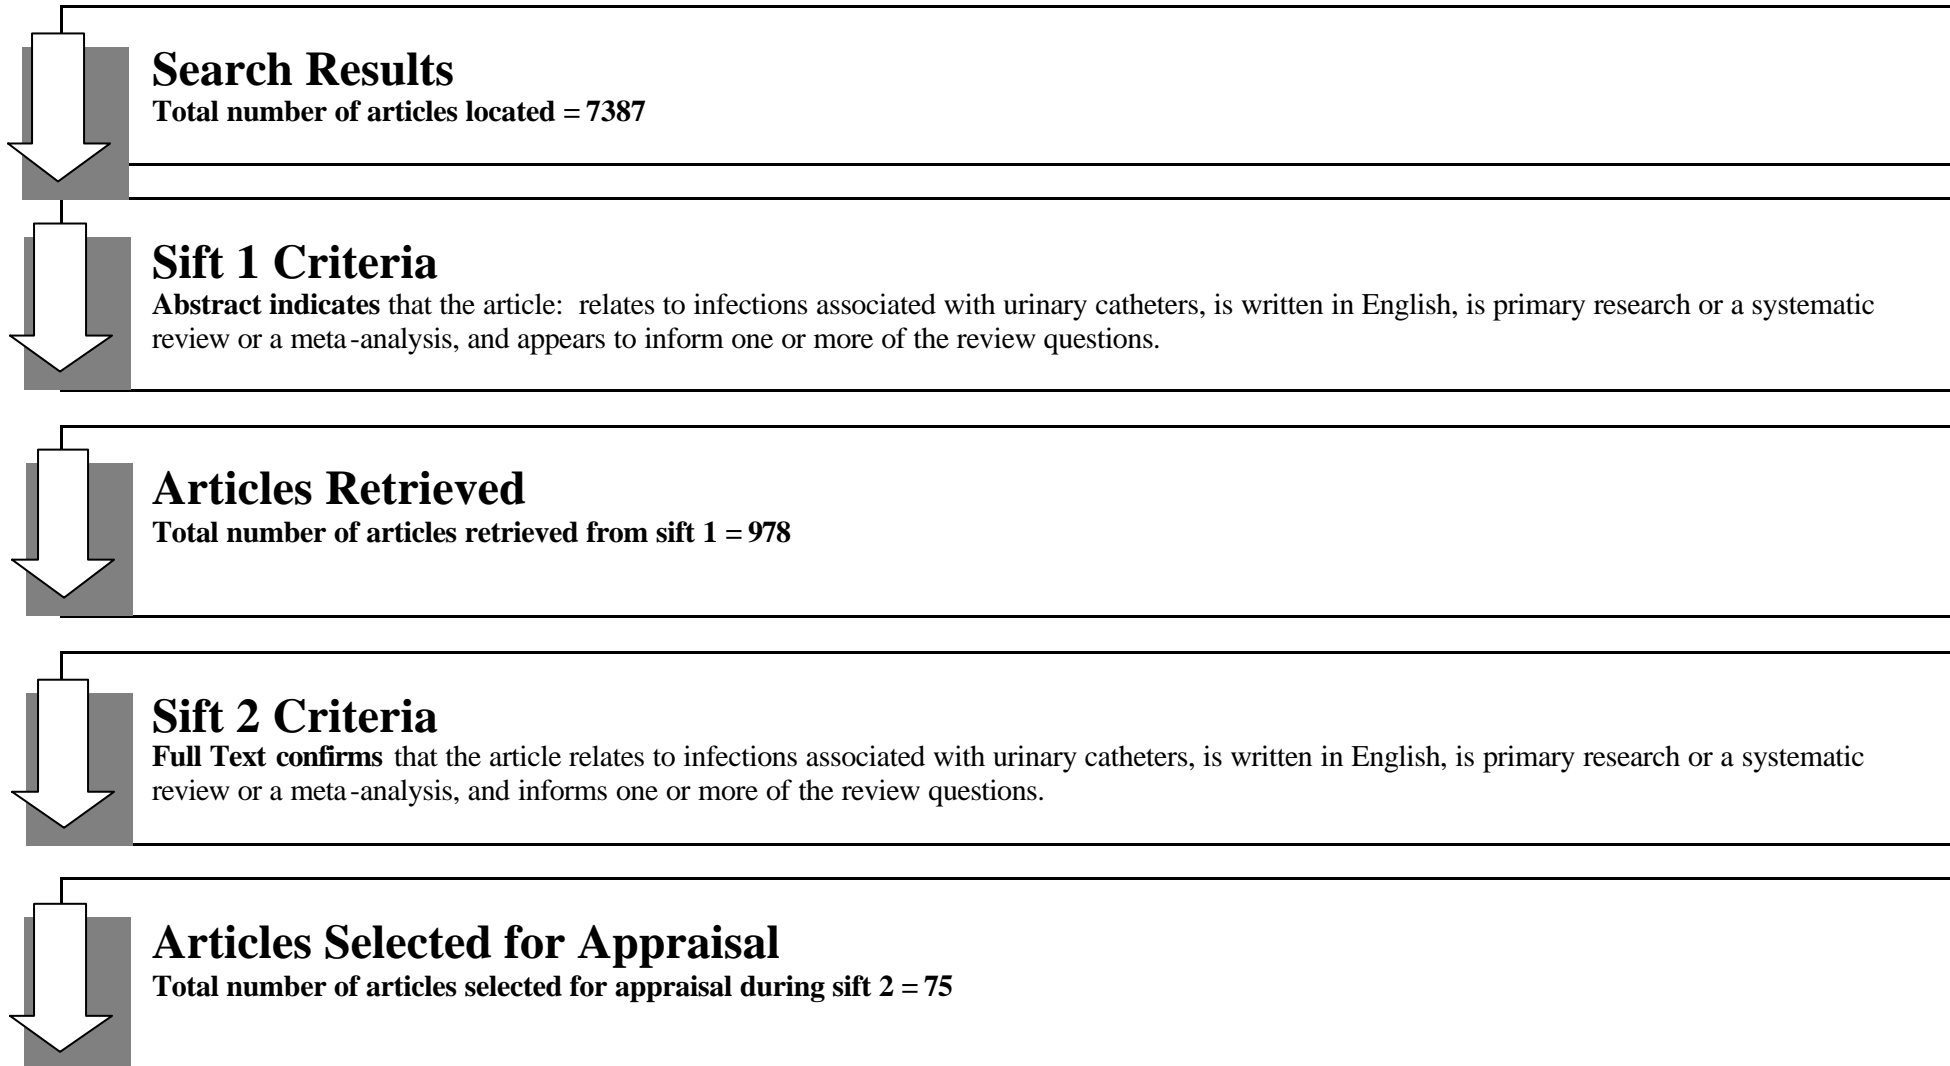 Search Results
Total number of articles located = 7387
Sift 1 Criteria
Abstract indicates that the article: relates to infections associated with urinary catheters, is written in English, is primary research or a systematic
review or a meta-analysis, and appears to inform one or more of the review questions.
Articles Retrieved
Total number of articles retrieved from sift 1 = 978
Sift 2 Criteria
Full Text confirms that the article relates to infections associated with urinary catheters, is written in English, is primary research or a systematic
review or a meta-analysis, and informs one or more of the review questions.
Articles Selected for Appraisal
Total number of articles selected for appraisal during sift 2 = 75